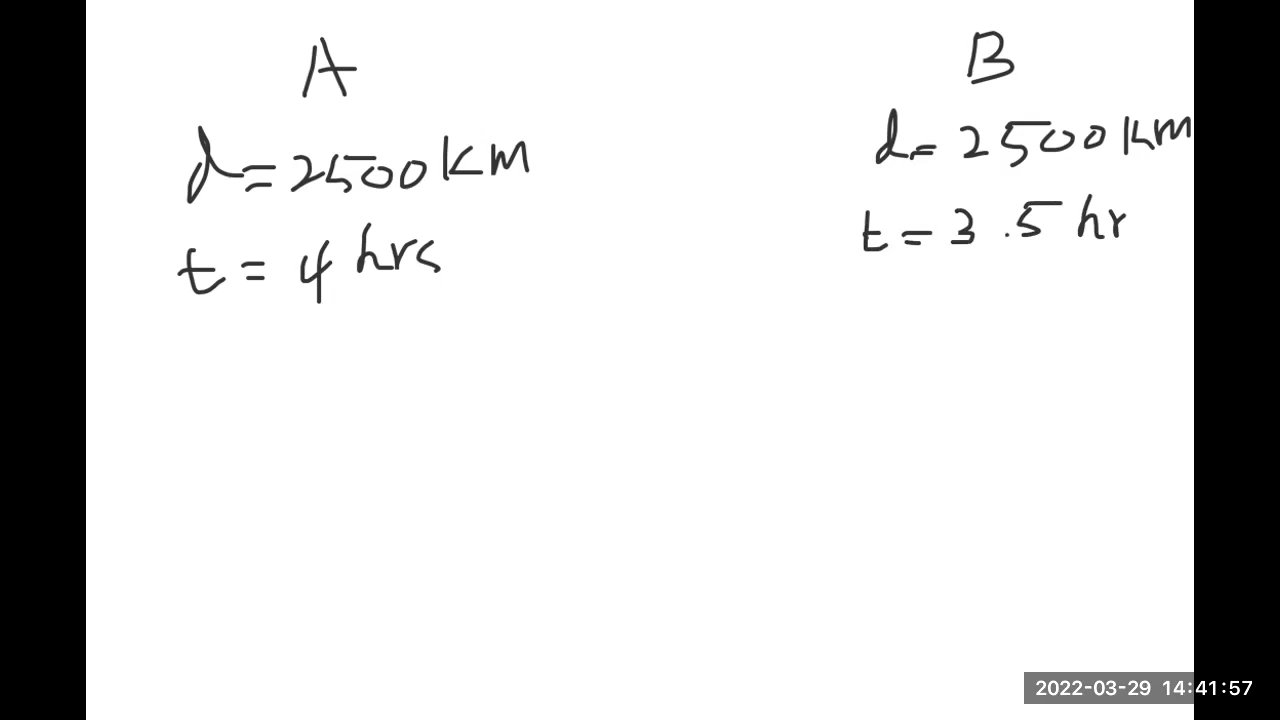 A
d = 2500 km
t = 4 hrs
B
d = 2500 km
t = 3.5 hr
2022-03-29 14:41:57